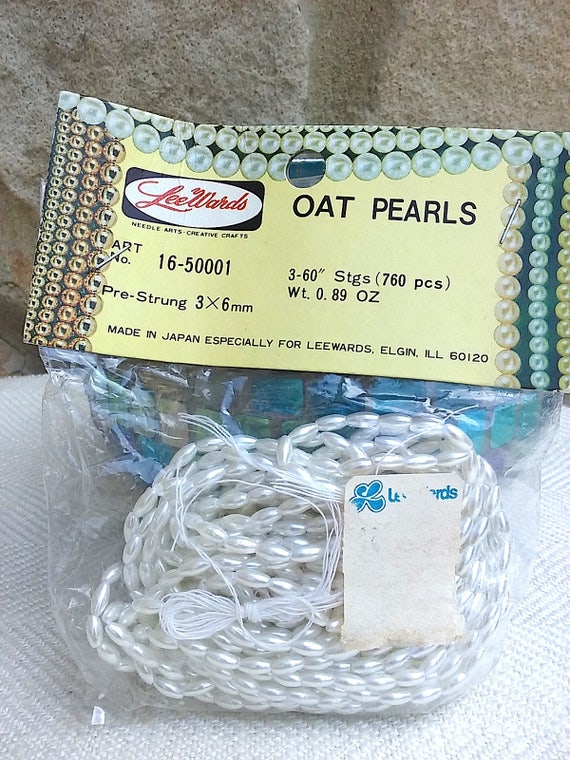 LeeWards
NEEDLE ARTS-CREATIVE CRAFTS
OAT PEARLS
ART
No. 16-50001
3-60" Stgs (760 pcs)
Pre-Strung 3×6mm
Wt. 0.89 OZ
MADE IN JAPAN ESPECIALLY FOR LEEWARDS, ELGIN, ILL 60120